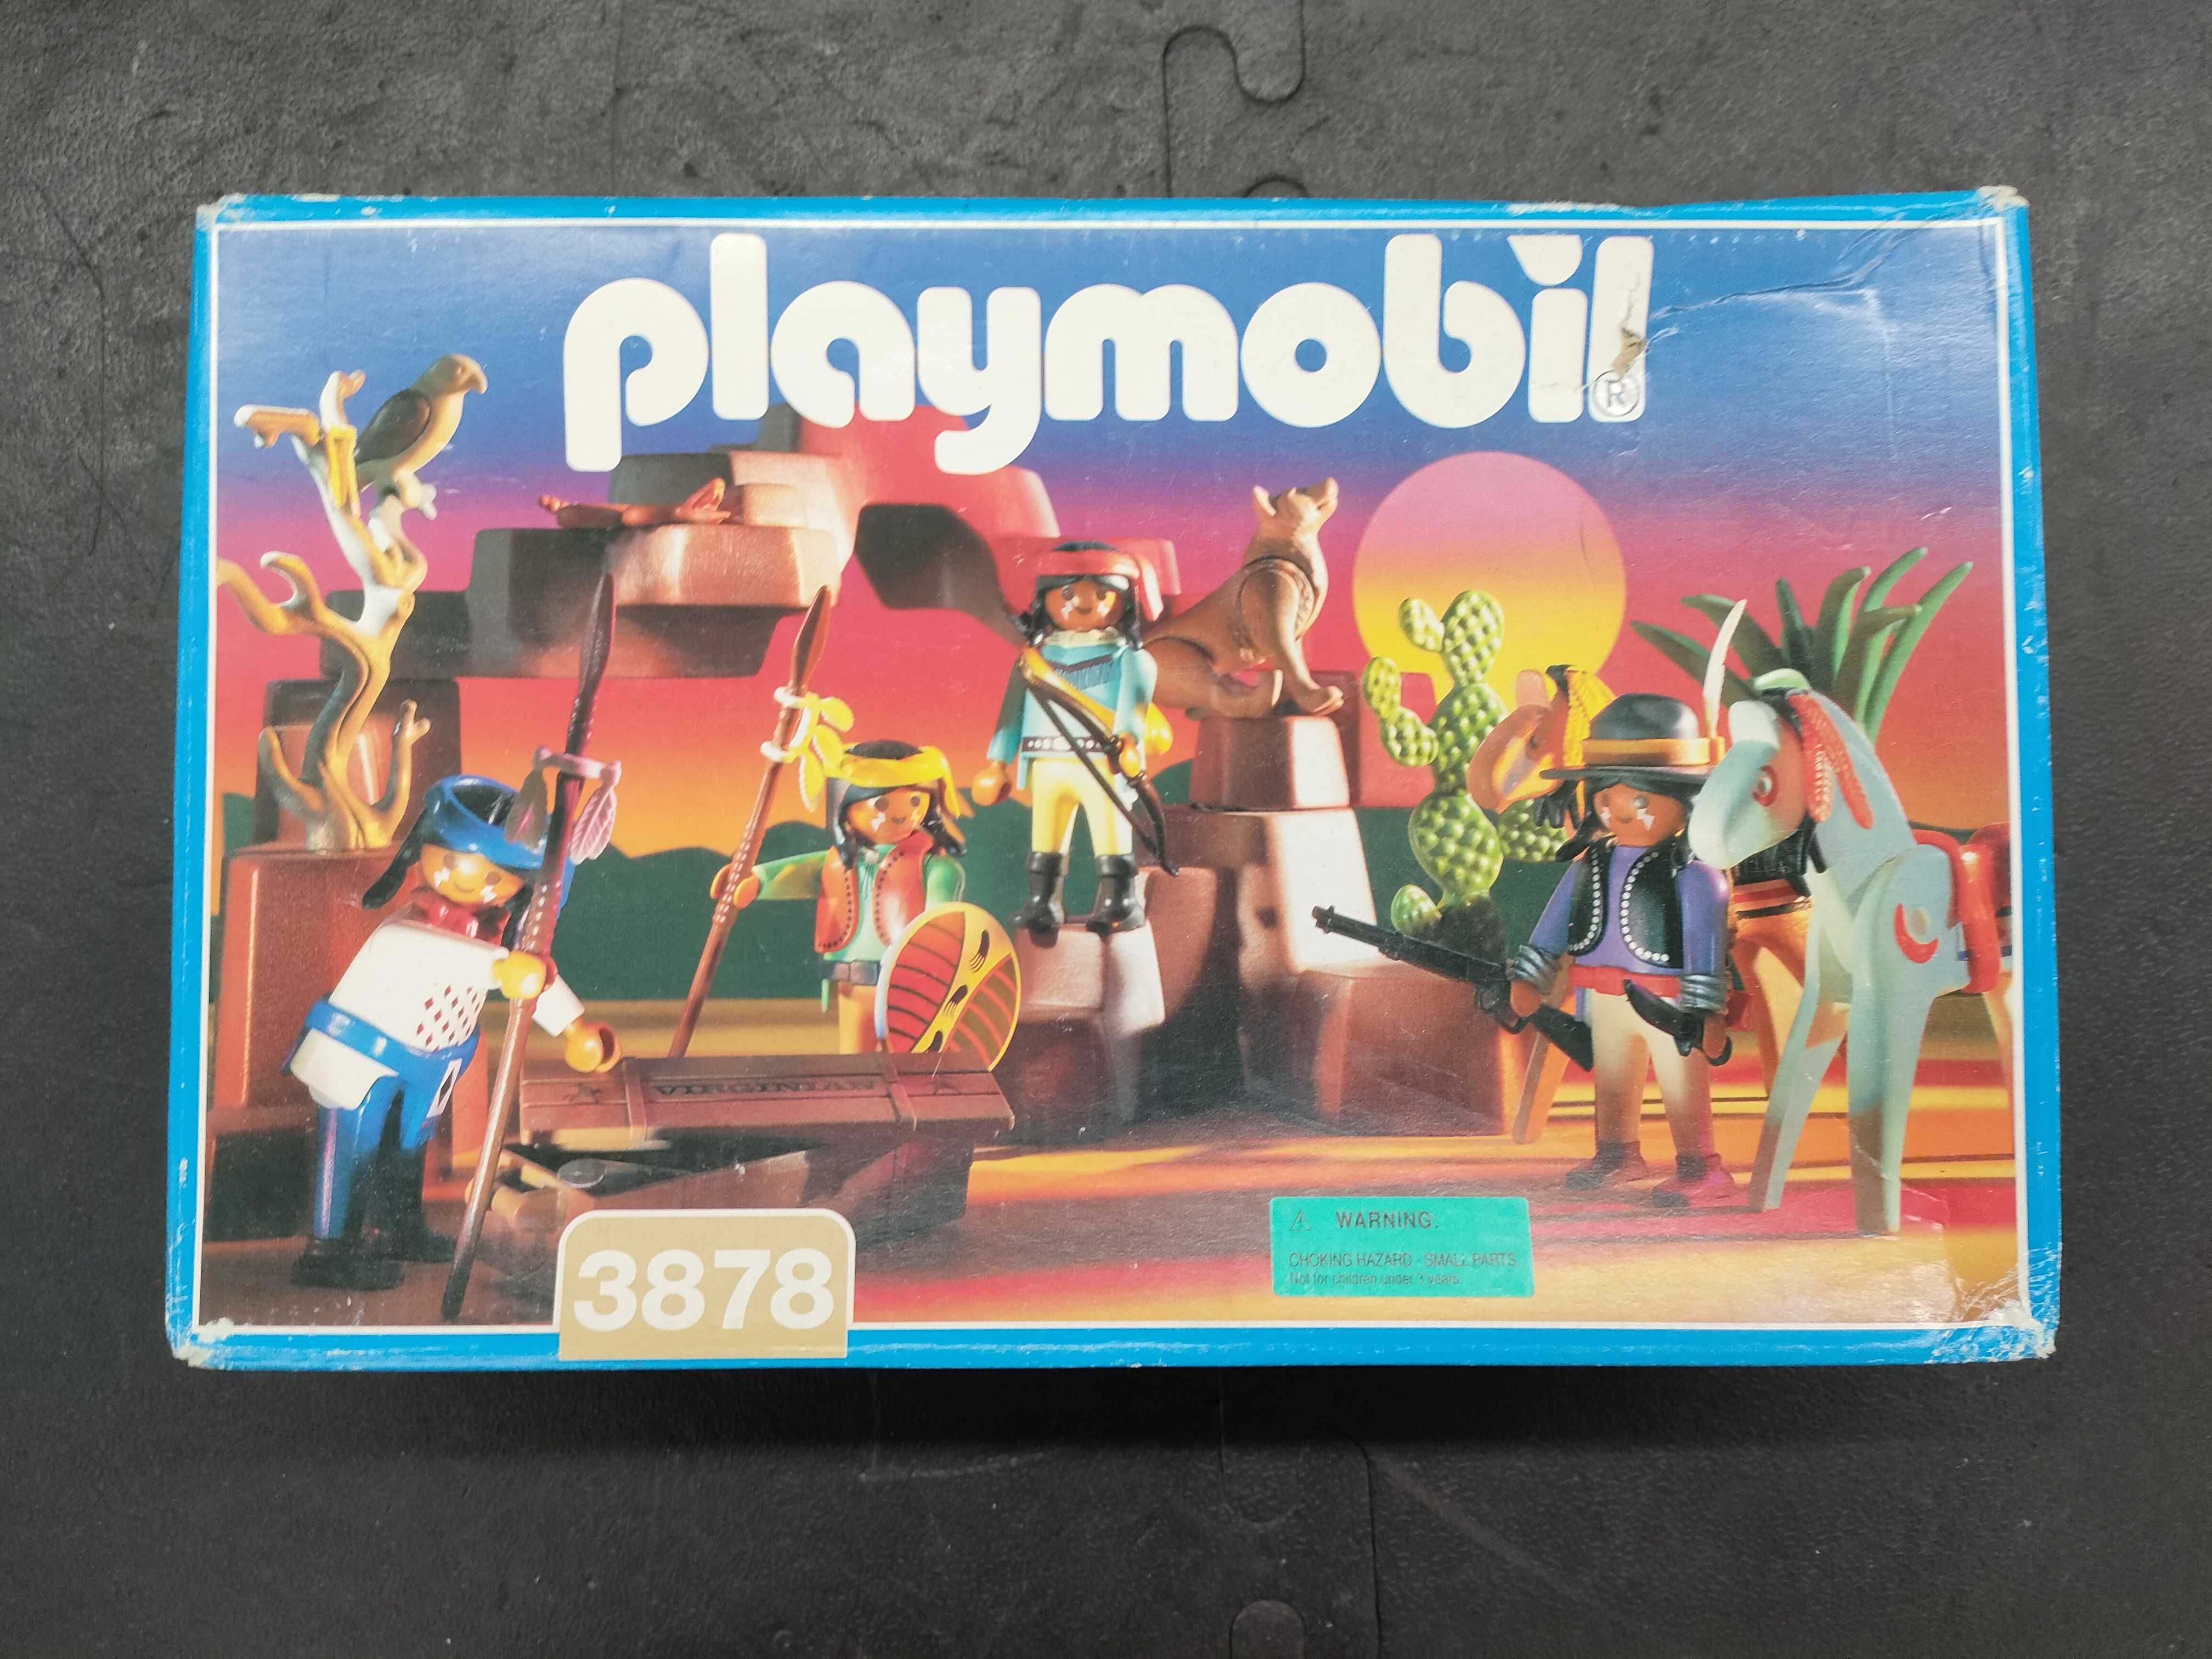 playmobil
®
VIRGINIAN
3878
⚠ WARNING:
CHOKING HAZARD - SMALL PARTS
Not for children under 3 years.